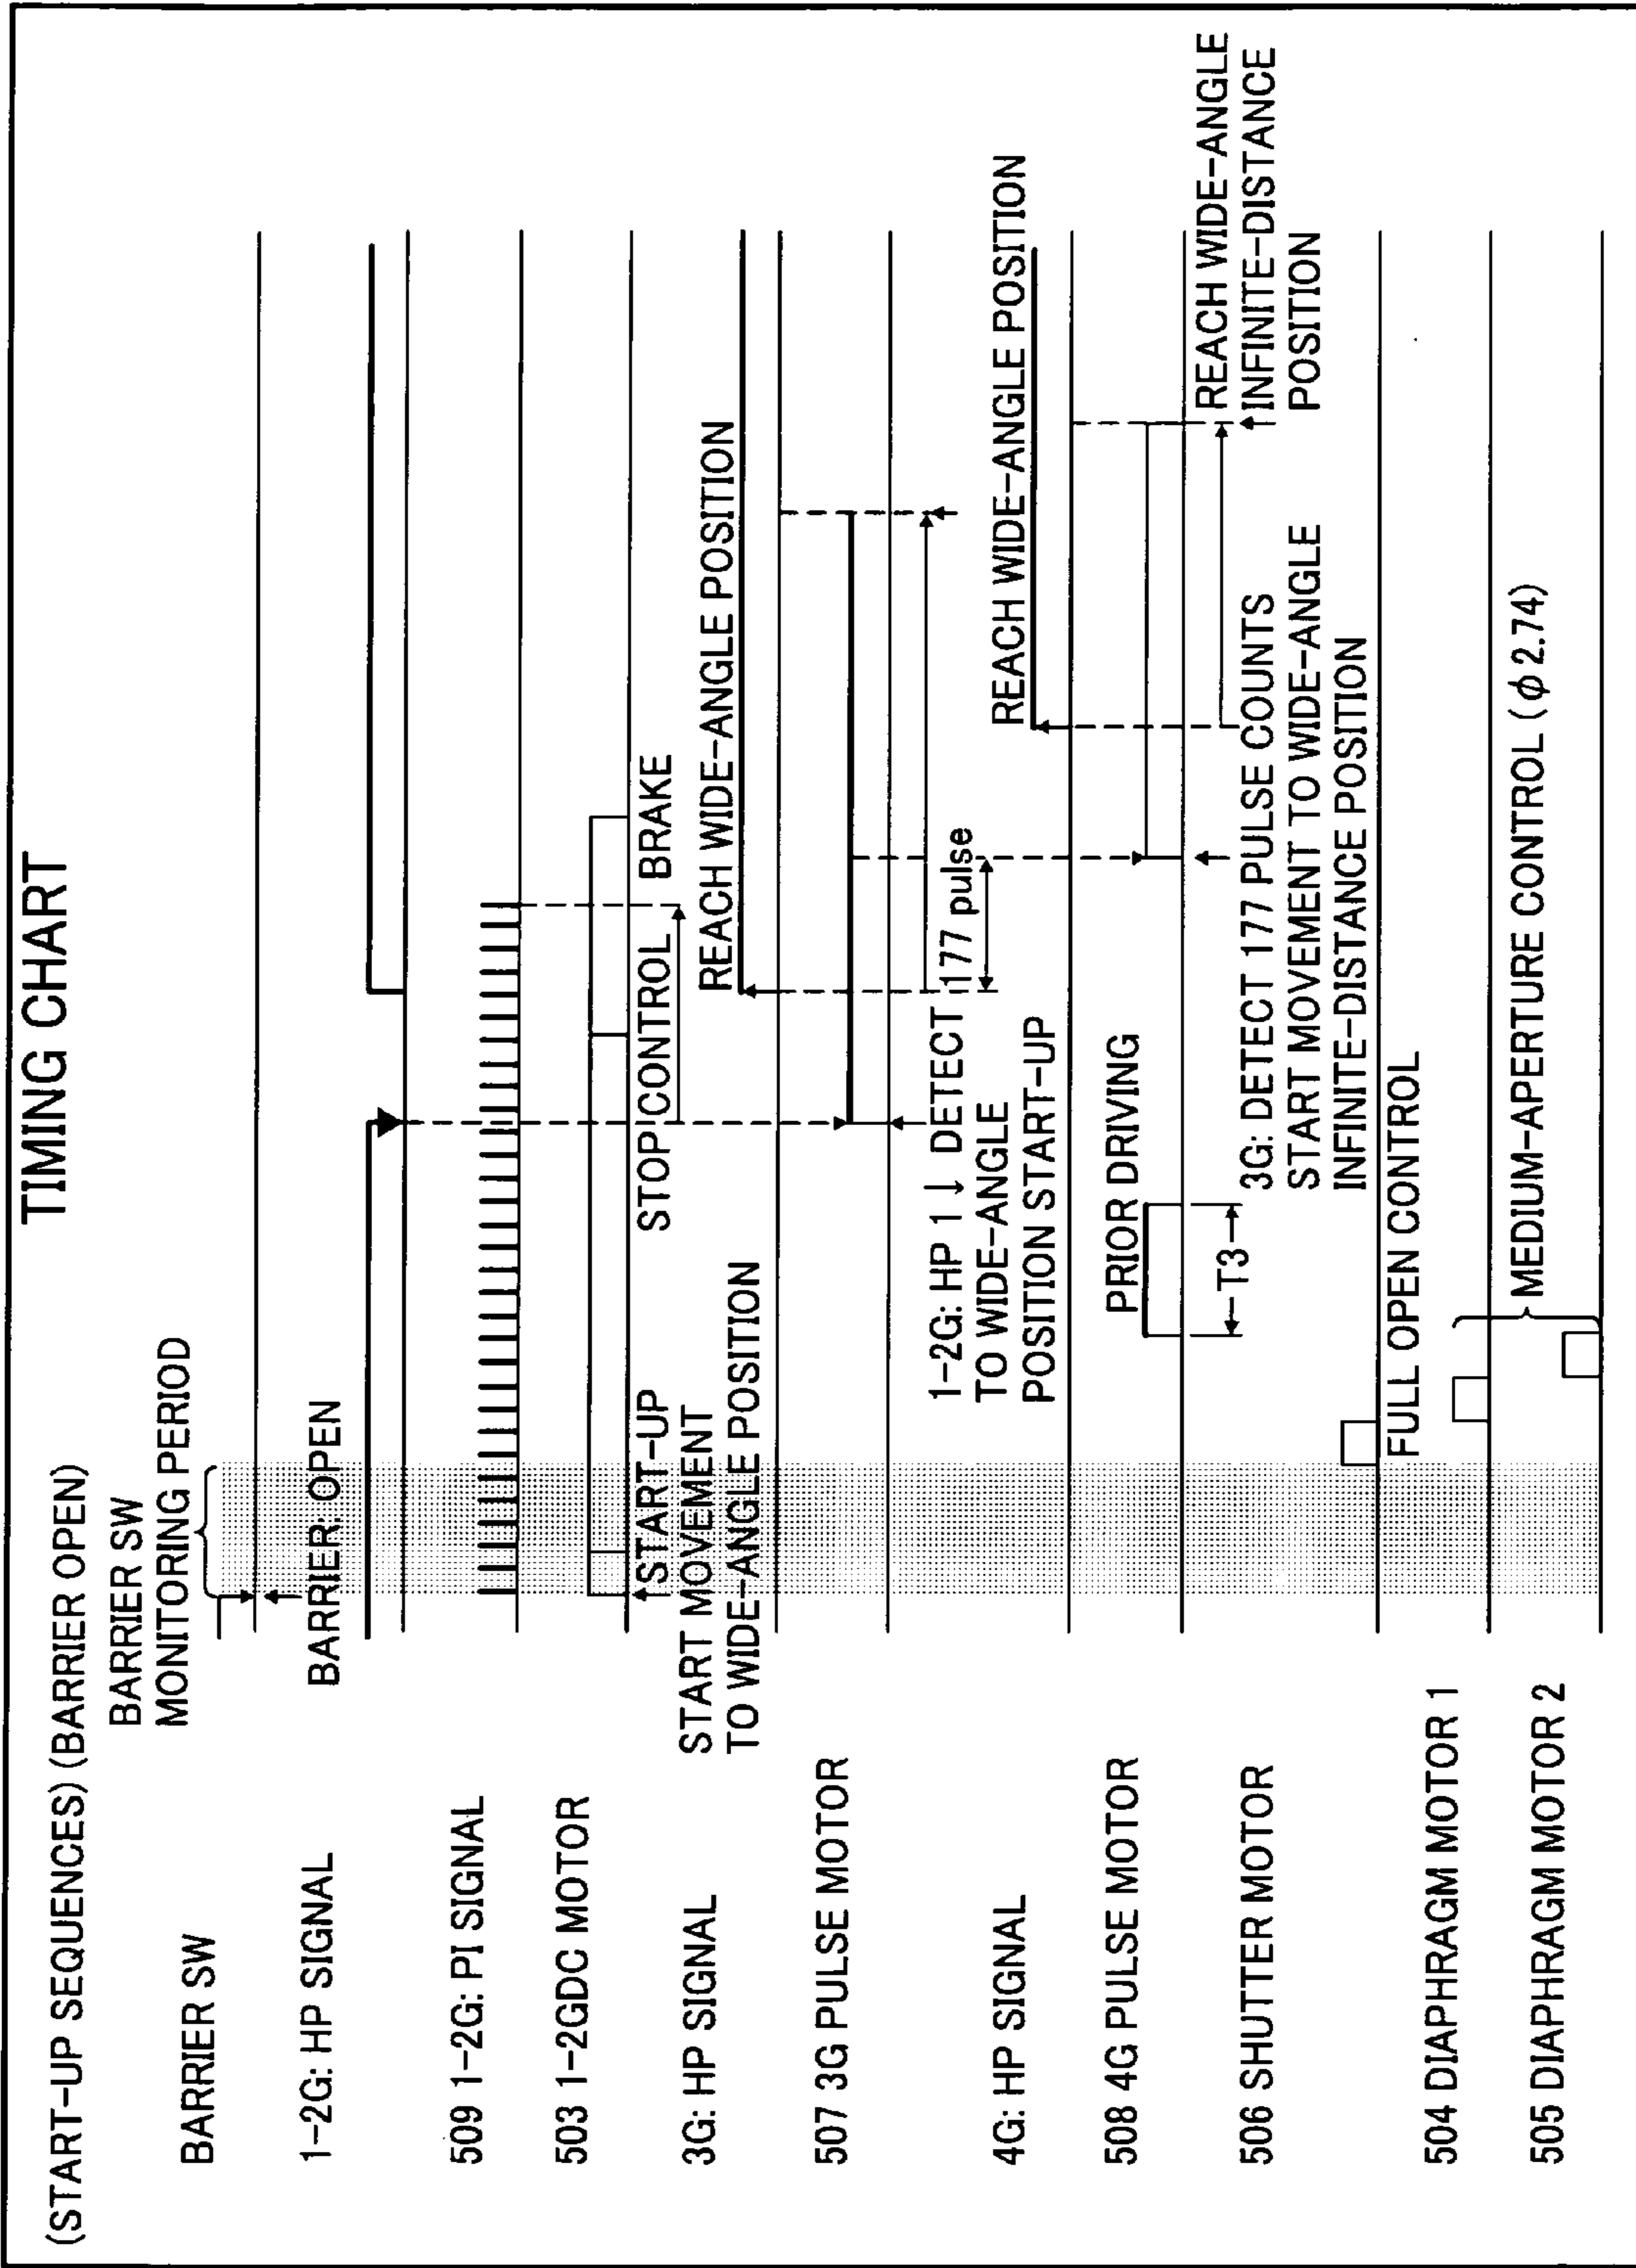 TIMING CHART
(START-UP SEQUENCES) (BARRIER OPEN)
BARRIER SW
MONITORING PERIOD
BARRIER SW
BARRIER: OPEN
1-2G: HP SIGNAL
509 1-2G: PI SIGNAL
503 1-2GDC MOTOR
START-UP
STOP CONTROL
BRAKE
START MOVEMENT
TO WIDE-ANGLE POSITION
3G: HP SIGNAL
REACH WIDE-ANGLE POSITION
507 3G PULSE MOTOR
1-2G: HP 1 ↓ DETECT
TO WIDE-ANGLE
POSITION START-UP
177 pulse
4G: HP SIGNAL
REACH WIDE-ANGLE POSITION
508 4G PULSE MOTOR
PRIOR DRIVING
T3
REACH WIDE-ANGLE
INFINITE-DISTANCE
POSITION
3G: DETECT 177 PULSE COUNTS
START MOVEMENT TO WIDE-ANGLE
INFINITE-DISTANCE POSITION
506 SHUTTER MOTOR
FULL OPEN CONTROL
504 DIAPHRAGM MOTOR 1
MEDIUM-APERTURE CONTROL (ϕ 2.74)
505 DIAPHRAGM MOTOR 2